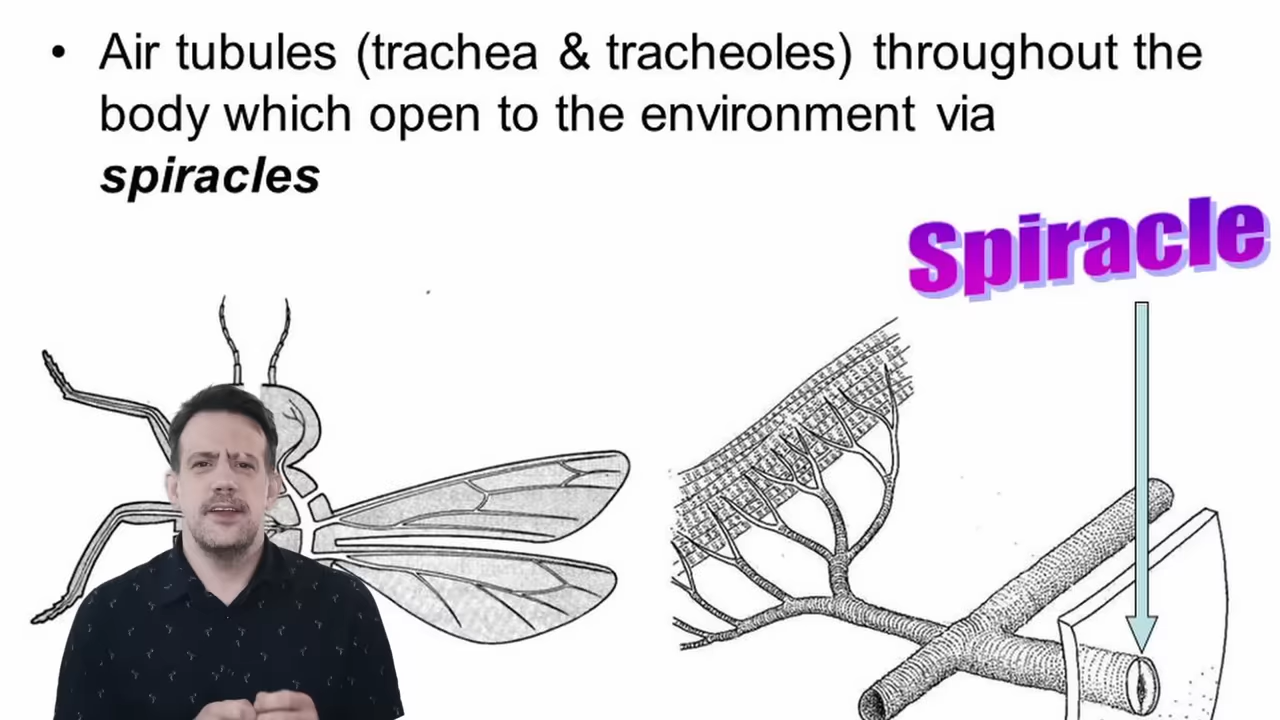 • Air tubules (trachea & tracheoles) throughout the
body which open to the environment via
spiracles
Spiracle